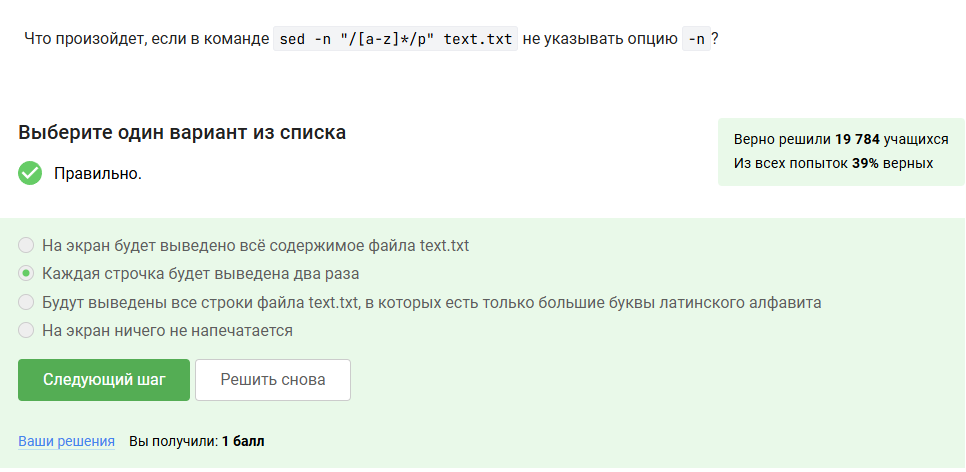 Что произойдет, если в команде sed -n "/[a-z]*/p" text.txt не указывать опцию -n?
Выберите один вариант из списка
Правильно.
Верно решили 19 784 учащихся
Из всех попыток 39% верных
На экран будет выведено всё содержимое файла text.txt
Каждая строчка будет выведена два раза
Будут выведены все строки файла text.txt, в которых есть только большие буквы латинского алфавита
На экран ничего не напечатается
Следующий шаг
Решить снова
Ваши решения Вы получили: 1 балл